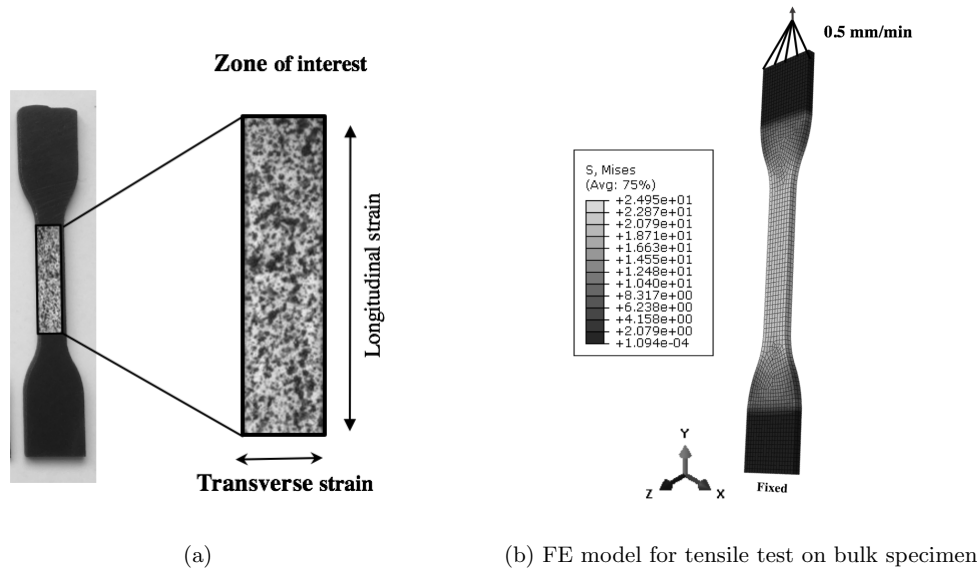 Zone of interest
Longitudinal strain
Transverse strain
(a)
0.5 mm/min
S, Mises
(Avg: 75%)
+2.495e+01
+2.287e+01
+2.079e+01
+1.871e+01
+1.663e+01
+1.455e+01
+1.248e+01
+1.040e+01
+8.317e+00
+6.238e+00
+4.158e+00
+2.079e+00
+1.094e-04
Y
Z
X
Fixed
(b) FE model for tensile test on bulk specimen